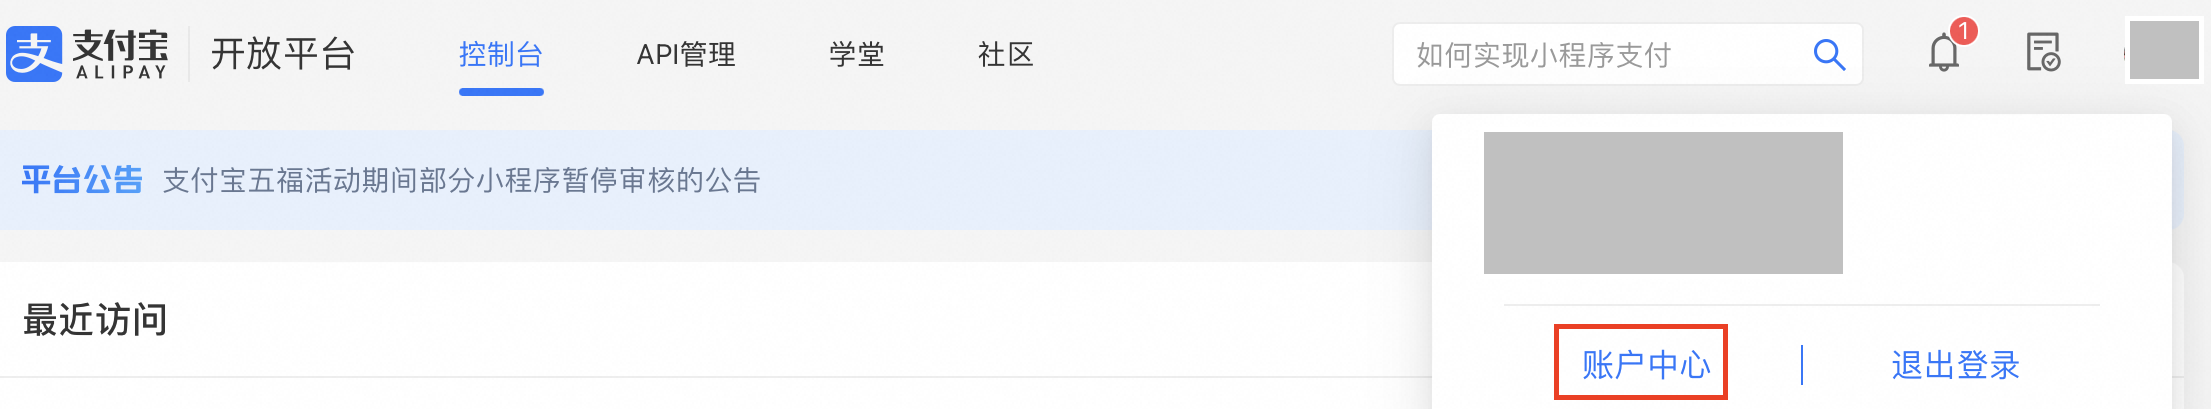 支 支付宝 ALIPAY 开放平台 控制台 API管理 学堂 社区 如何实现小程序支付 1
平台公告 支付宝五福活动期间部分小程序暂停审核的公告
最近访问
账户中心 退出登录